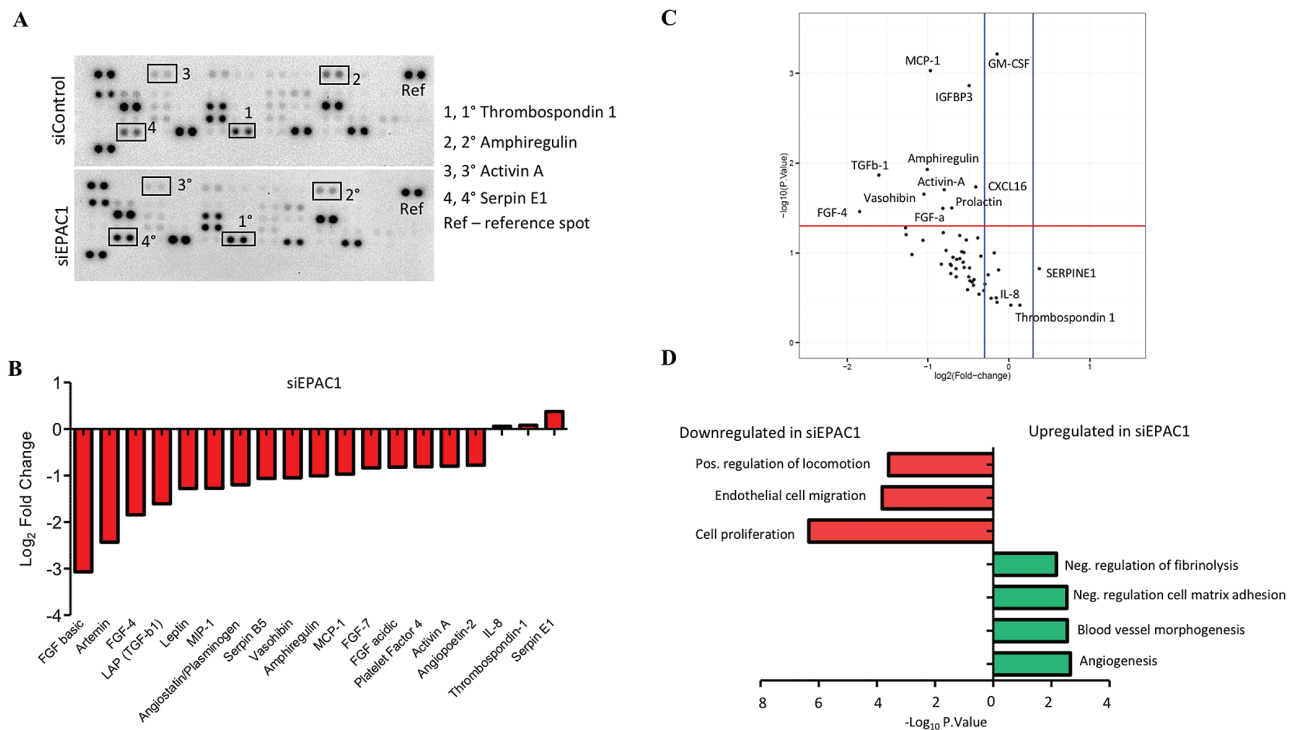 A
siControl
siEPAC1
3
2
Ref
4
1
3°
2°
Ref
1°
4°
1, 1° Thrombospondin 1
2, 2° Amphiregulin
3, 3° Activin A
4, 4° Serpin E1
Ref – reference spot
B
siEPAC1
Log2 Fold Change
1
0
-1
-2
-3
-4
FGF basic
Artemin
FGF-4
LAP (TGF-b1)
Leptin
MIP-1
Angiostatin/Plasminogen
Serpin B5
Vasohibin
Amphiregulin
MCP-1
FGF-7
FGF acidic
Platelet Factor 4
Activin A
Angiopoetin-2
IL-8
Thrombospondin-1
Serpin E1
C
−log10(P.Value)
3
2
1
0
MCP-1
GM-CSF
IGFBP3
Amphiregulin
TGFb-1
Activin-A
CXCL16
Vasohibin
Prolactin
FGF-4
FGF-a
SERPINE1
IL-8
Thrombospondin 1
−2
−1
0
1
log2(Fold−change)
D
Downregulated in siEPAC1
Upregulated in siEPAC1
Pos. regulation of locomotion
Endothelial cell migration
Cell proliferation
Neg. regulation of fibrinolysis
Neg. regulation cell matrix adhesion
Blood vessel morphogenesis
Angiogenesis
8
6
4
2
0
2
4
-Log10 P.Value